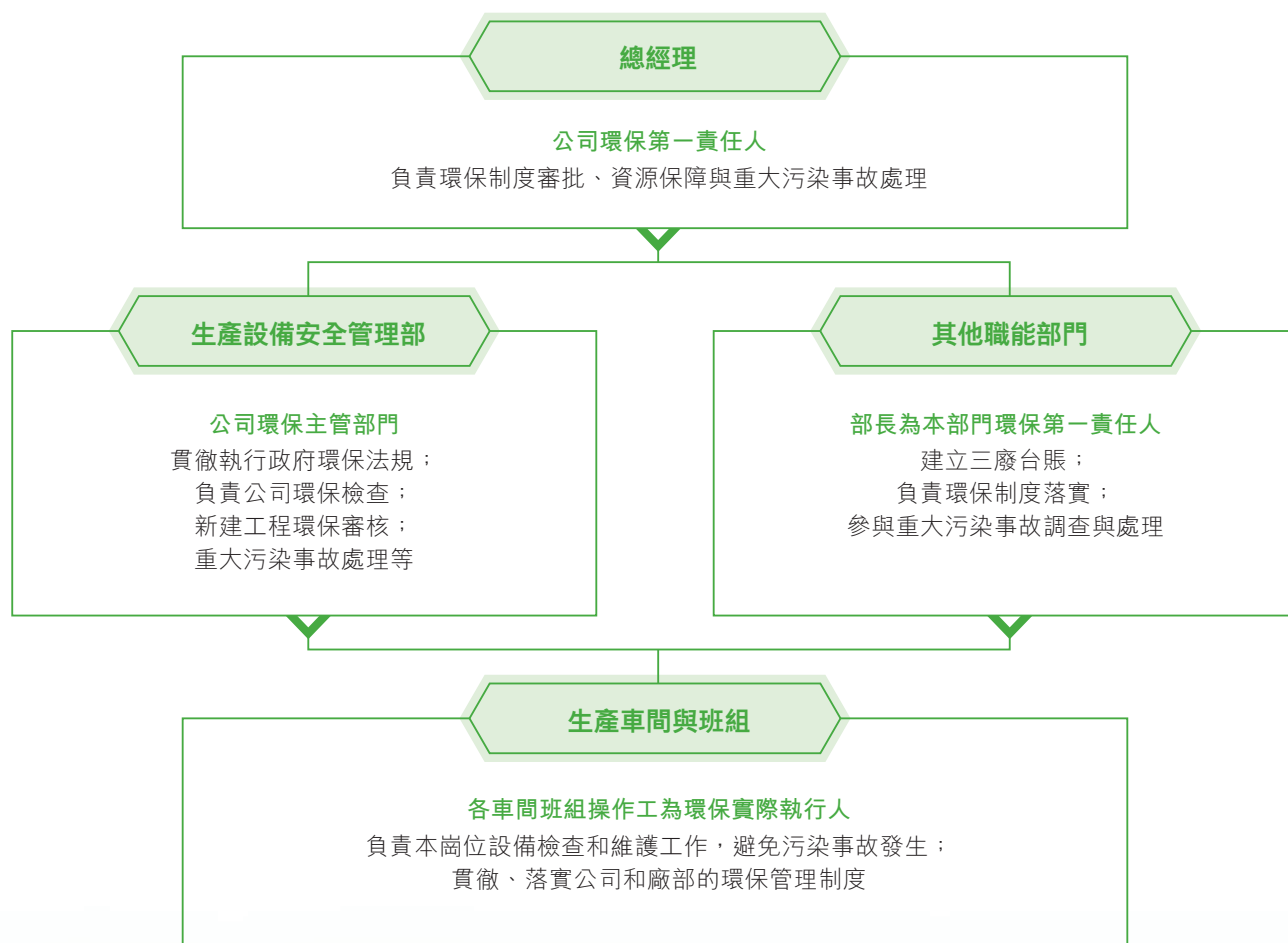 總經理
公司環保第一責任人
負責環保制度審批、資源保障與重大污染事故處理
生產設備安全管理部
公司環保主管部門
貫徹執行政府環保法規；
負責公司環保檢查；
新建工程環保審核；
重大污染事故處理等
其他職能部門
部長為本部門環保第一責任人
建立三廢台賬；
負責環保制度落實；
參與重大污染事故調查與處理
生產車間與班組
各車間班組操作工為環保實際執行人
負責本崗位設備檢查和維護工作，避免污染事故發生；
貫徹、落實公司和廠部的環保管理制度